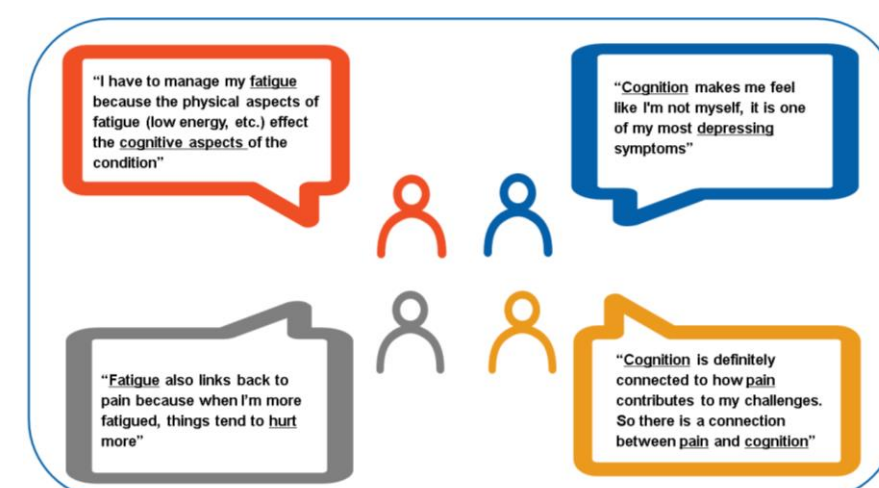 “I have to manage my fatigue
because the physical aspects of
fatigue (low energy, etc.) effect
the cognitive aspects of the
condition”
“Cognition makes me feel
like I'm not myself, it is one
of my most depressing
symptoms”
“Fatigue also links back to
pain because when I’m more
fatigued, things tend to hurt
more”
“Cognition is definitely
connected to how pain
contributes to my challenges.
So there is a connection
between pain and cognition”